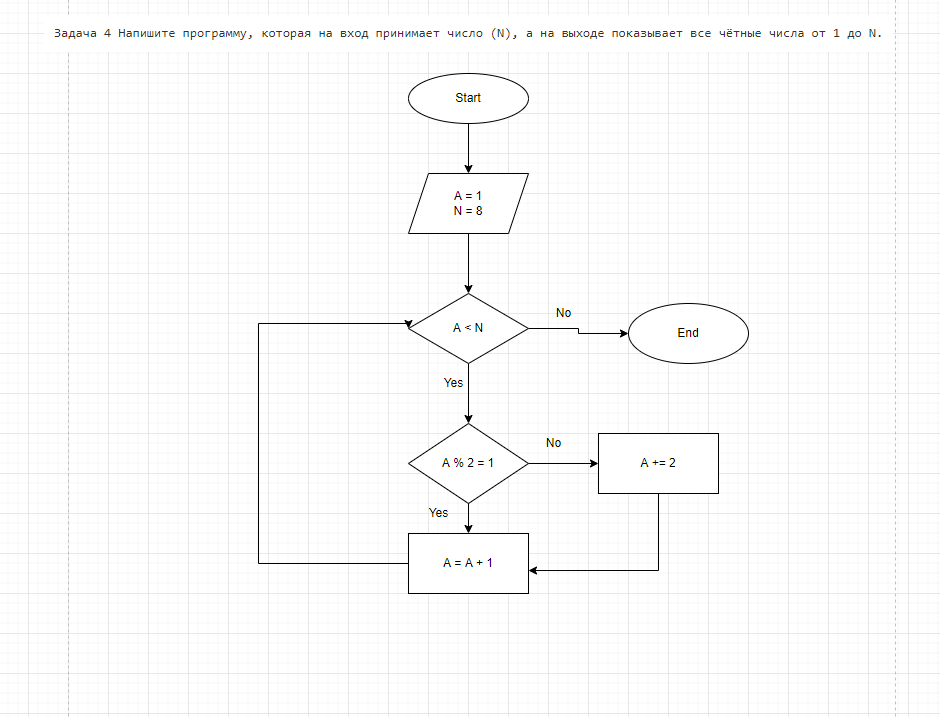 Задача 4 Напишите программу, которая на вход принимает число (N), а на выходе показывает все чётные числа от 1 до N.
Start
A = 1
N = 8
A < N
No
End
Yes
A % 2 = 1
No
A += 2
Yes
A = A + 1